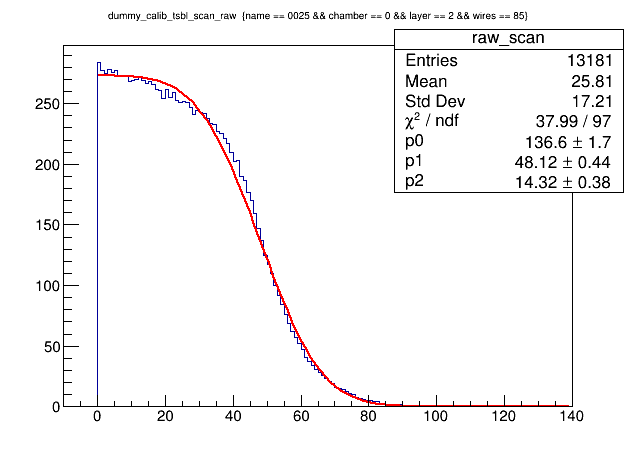 dummy_calib_tsbl_scan_raw {name == 0025 && chamber == 0 && layer == 2 && wires == 85}
raw_scan
Entries 13181
Mean 25.81
Std Dev 17.21
χ² / ndf 37.99 / 97
p0 136.6 ± 1.7
p1 48.12 ± 0.44
p2 14.32 ± 0.38
250
200
150
100
50
0
0 20 40 60 80 100 120 140